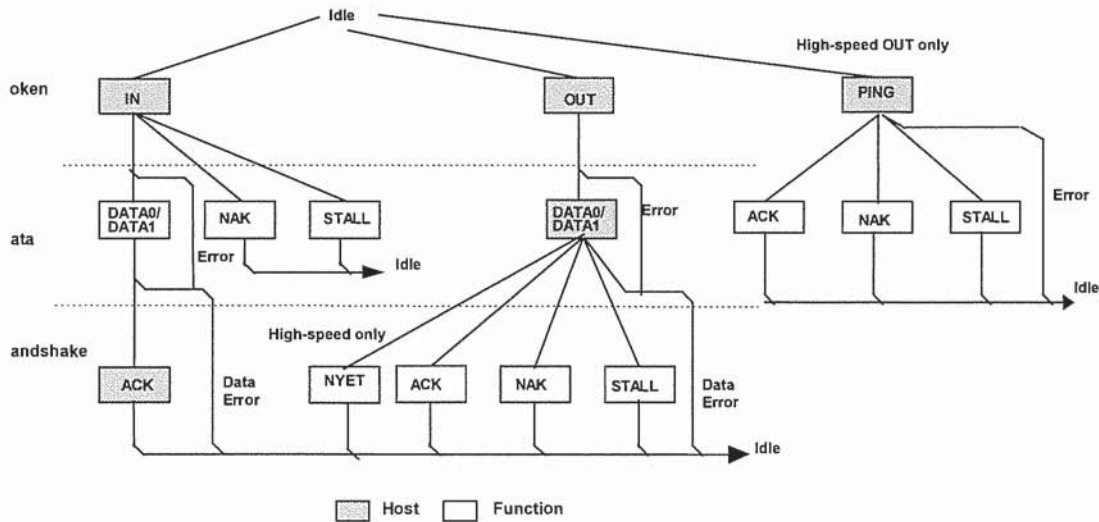 Idle
High-speed OUT only
oken
IN
OUT
PING
DATA0/
DATA1
NAK
STALL
DATA0/
DATA1
Error
ACK
NAK
STALL
Error
ata
Error
Idle
Idle
High-speed only
andshake
ACK
Data
Error
NYET
ACK
NAK
STALL
Data
Error
Idle
Host
Function